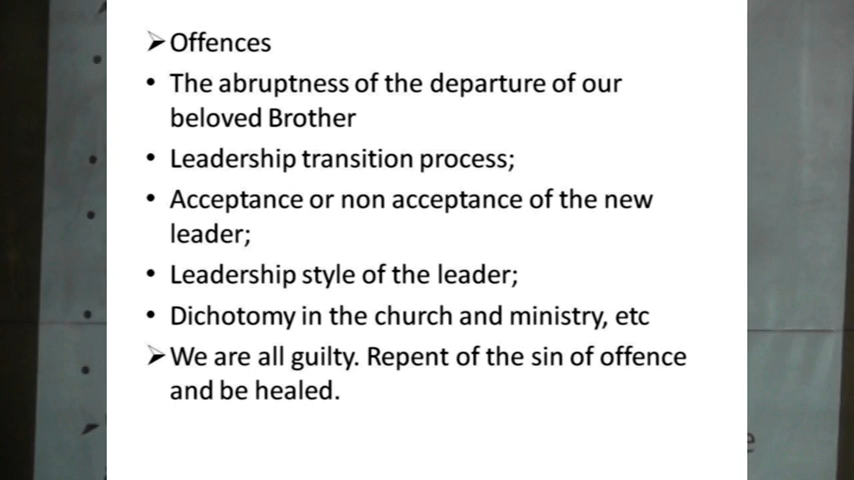 ➢Offences
• The abruptness of the departure of our
beloved Brother
• Leadership transition process;
• Acceptance or non acceptance of the new
leader;
• Leadership style of the leader;
• Dichotomy in the church and ministry, etc
➢We are all guilty. Repent of the sin of offence
and be healed.